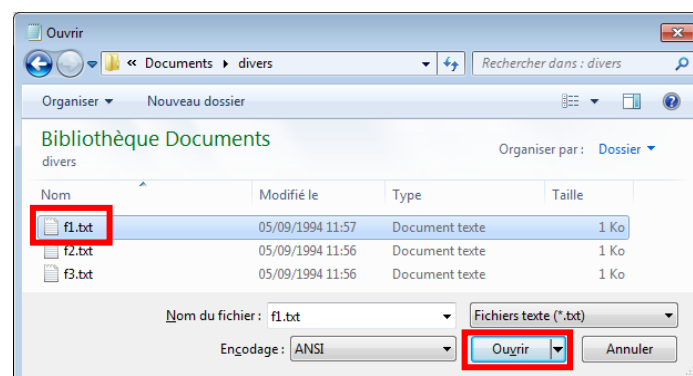 Ouvrir
« Documents divers
Rechercher dans : divers
Organiser Nouveau dossier
Bibliothèque Documents
divers
Organiser par : Dossier
Nom Modifié le Type Taille
f1.txt 05/09/1994 11:57 Document texte 1 Ko
f2.txt 05/09/1994 11:56 Document texte 1 Ko
f3.txt 05/09/1994 11:56 Document texte 1 Ko
Nom du fichier : f1.txt Fichiers texte (*.txt)
Encodage : ANSI Ouvrir Annuler